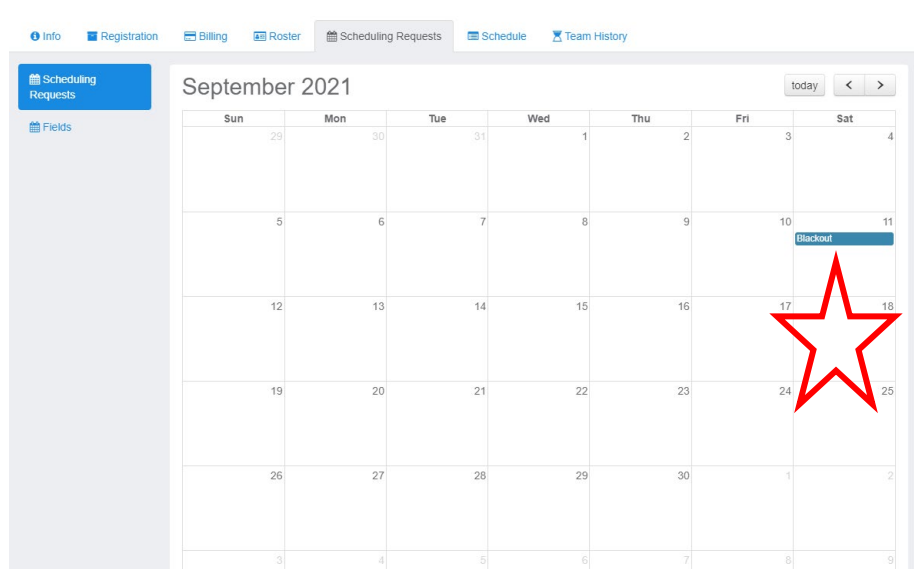 Info Registration Billing Roster Scheduling Requests Schedule Team History
Scheduling
Requests
Fields
September 2021
today
Sun Mon Tue Wed Thu Fri Sat
29 30 31 1 2 3 4
5 6 7 8 9 10 11
Blackout
12 13 14 15 16 17 18
19 20 21 22 23 24 25
26 27 28 29 30 1 2
3 4 5 6 7 8 9